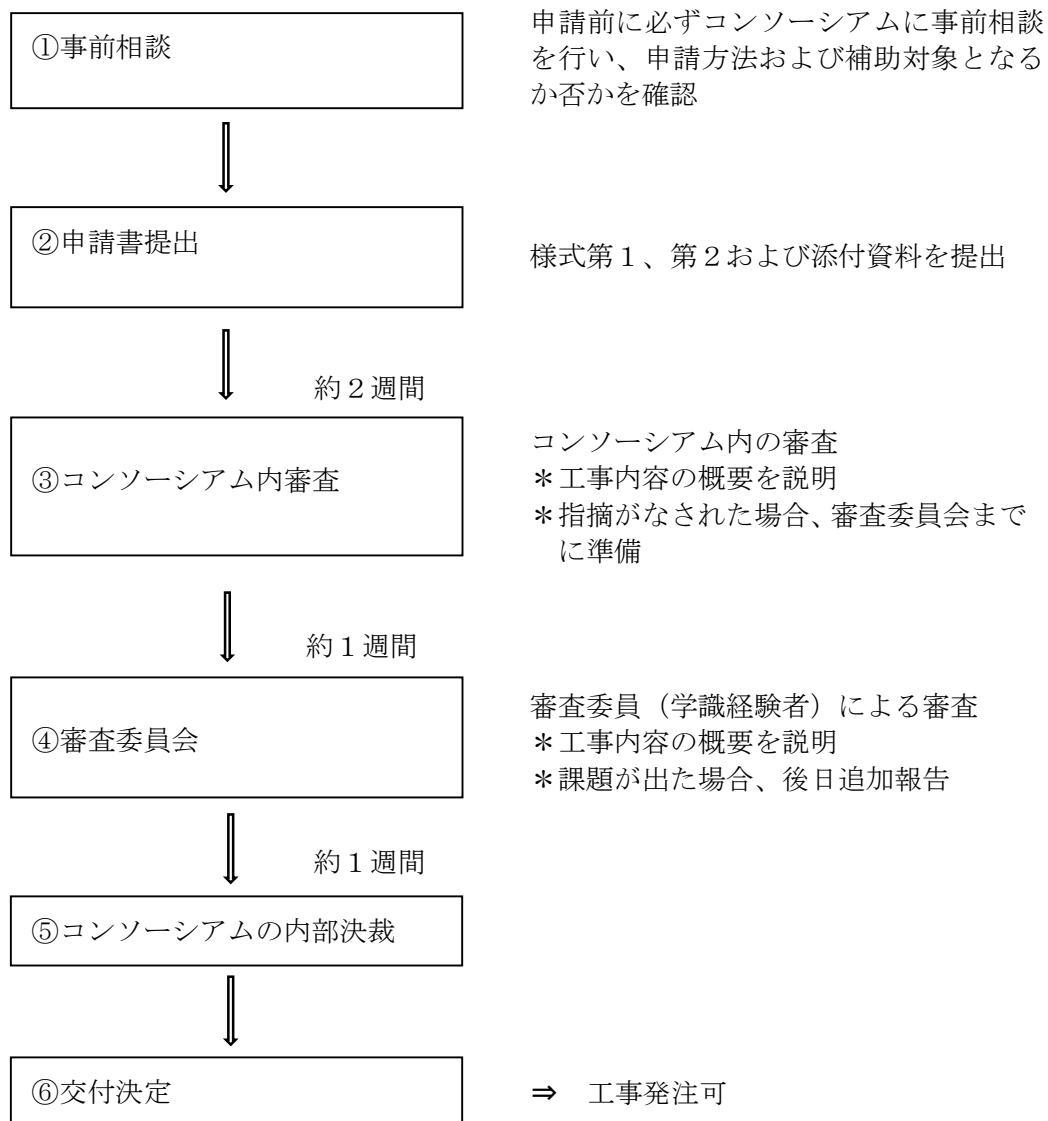 ①事前相談
申請前に必ずコンソーシアムに事前相談
を行い、申請方法および補助対象となる
か否かを確認
②申請書提出
様式第１、第２および添付資料を提出
約２週間
③コンソーシアム内審査
コンソーシアム内の審査
＊工事内容の概要を説明
＊指摘がなされた場合、審査委員会まで
に準備
約１週間
④審査委員会
審査委員（学識経験者）による審査
＊工事内容の概要を説明
＊課題が出た場合、後日追加報告
約１週間
⑤コンソーシアムの内部決裁
⑥交付決定
⇒　工事発注可